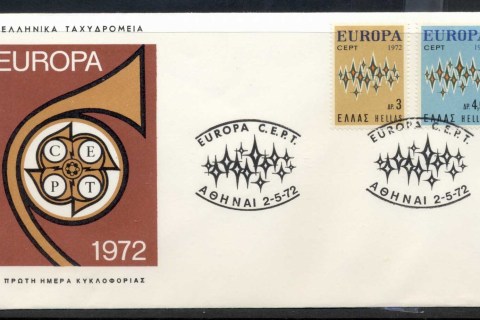 ΕΛΛΗΝΙΚΑ ΤΑΧΥΔΡΟΜΕΙΑ
EUROPA
C E
P T
1972
ΠΡΩΤΗ ΗΜΕΡΑ ΚΥΚΛΟΦΟΡΙΑΣ
EUROPA
CEPT 1972
ΔΡ. 3
ΕΛΛΑΣ HELLAS
EUROPA
CEPT 1972
ΔΡ.
ΕΛΛΑΣ HELLAS
EUROPA C.E.P.T.
ΑΘΗΝΑΙ 2-5-72
EUROPA C.E.P.T.
ΑΘΗΝΑΙ 2-5-72